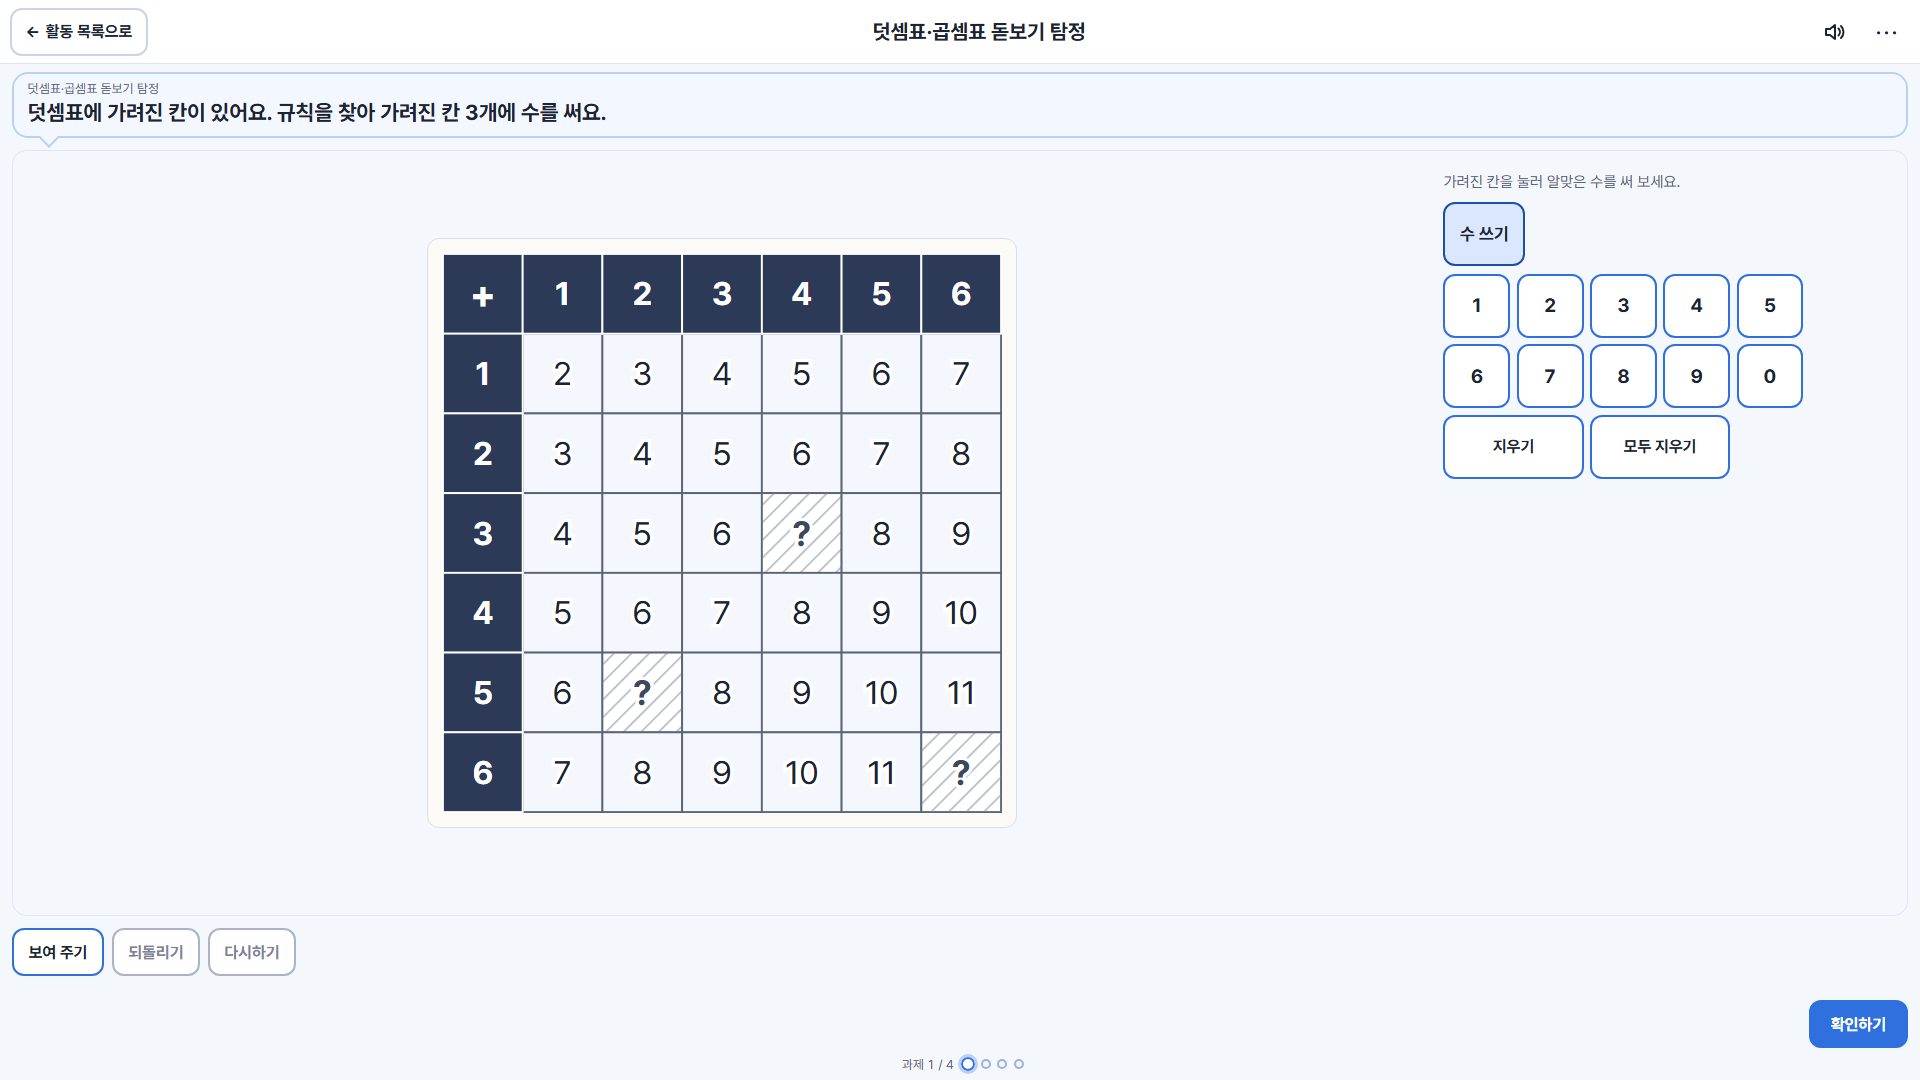 ← 활동 목록으로
덧셈표·곱셈표 돋보기 탐정
...
덧셈표·곱셈표 돋보기 탐정
덧셈표에 가려진 칸이 있어요. 규칙을 찾아 가려진 칸 3개에 수를 써요.
+ 1 2 3 4 5 6
1 2 3 4 5 6 7
2 3 4 5 6 7 8
3 4 5 6 ? 8 9
4 5 6 7 8 9 10
5 6 ? 8 9 10 11
6 7 8 9 10 11 ?
가려진 칸을 눌러 알맞은 수를 써 보세요.
수 쓰기
1 2 3 4 5
6 7 8 9 0
지우기 모두 지우기
보여 주기 되돌리기 다시하기
확인하기
과제 1 / 4